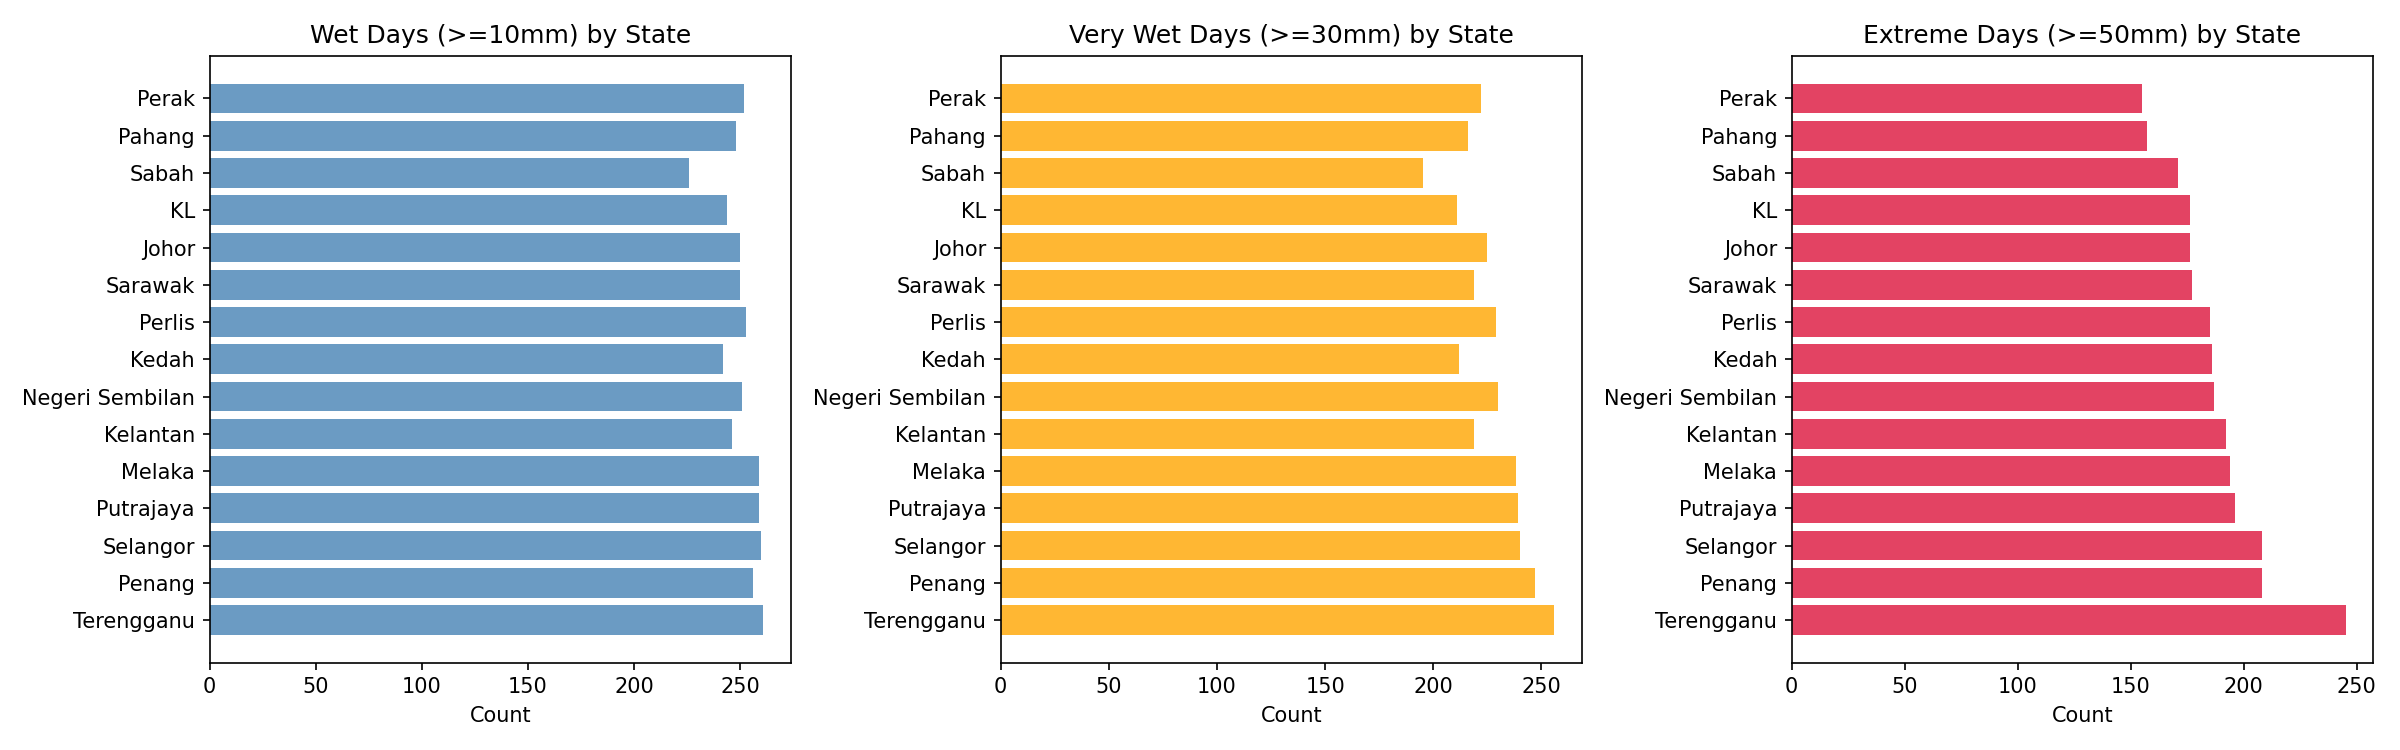 Wet Days (>=10mm) by State
Perak
Pahang
Sabah
KL
Johor
Sarawak
Perlis
Kedah
Negeri Sembilan
Kelantan
Melaka
Putrajaya
Selangor
Penang
Terengganu
0 50 100 150 200 250
Count
Very Wet Days (>=30mm) by State
Perak
Pahang
Sabah
KL
Johor
Sarawak
Perlis
Kedah
Negeri Sembilan
Kelantan
Melaka
Putrajaya
Selangor
Penang
Terengganu
0 50 100 150 200 250
Count
Extreme Days (>=50mm) by State
Perak
Pahang
Sabah
KL
Johor
Sarawak
Perlis
Kedah
Negeri Sembilan
Kelantan
Melaka
Putrajaya
Selangor
Penang
Terengganu
0 50 100 150 200 250
Count